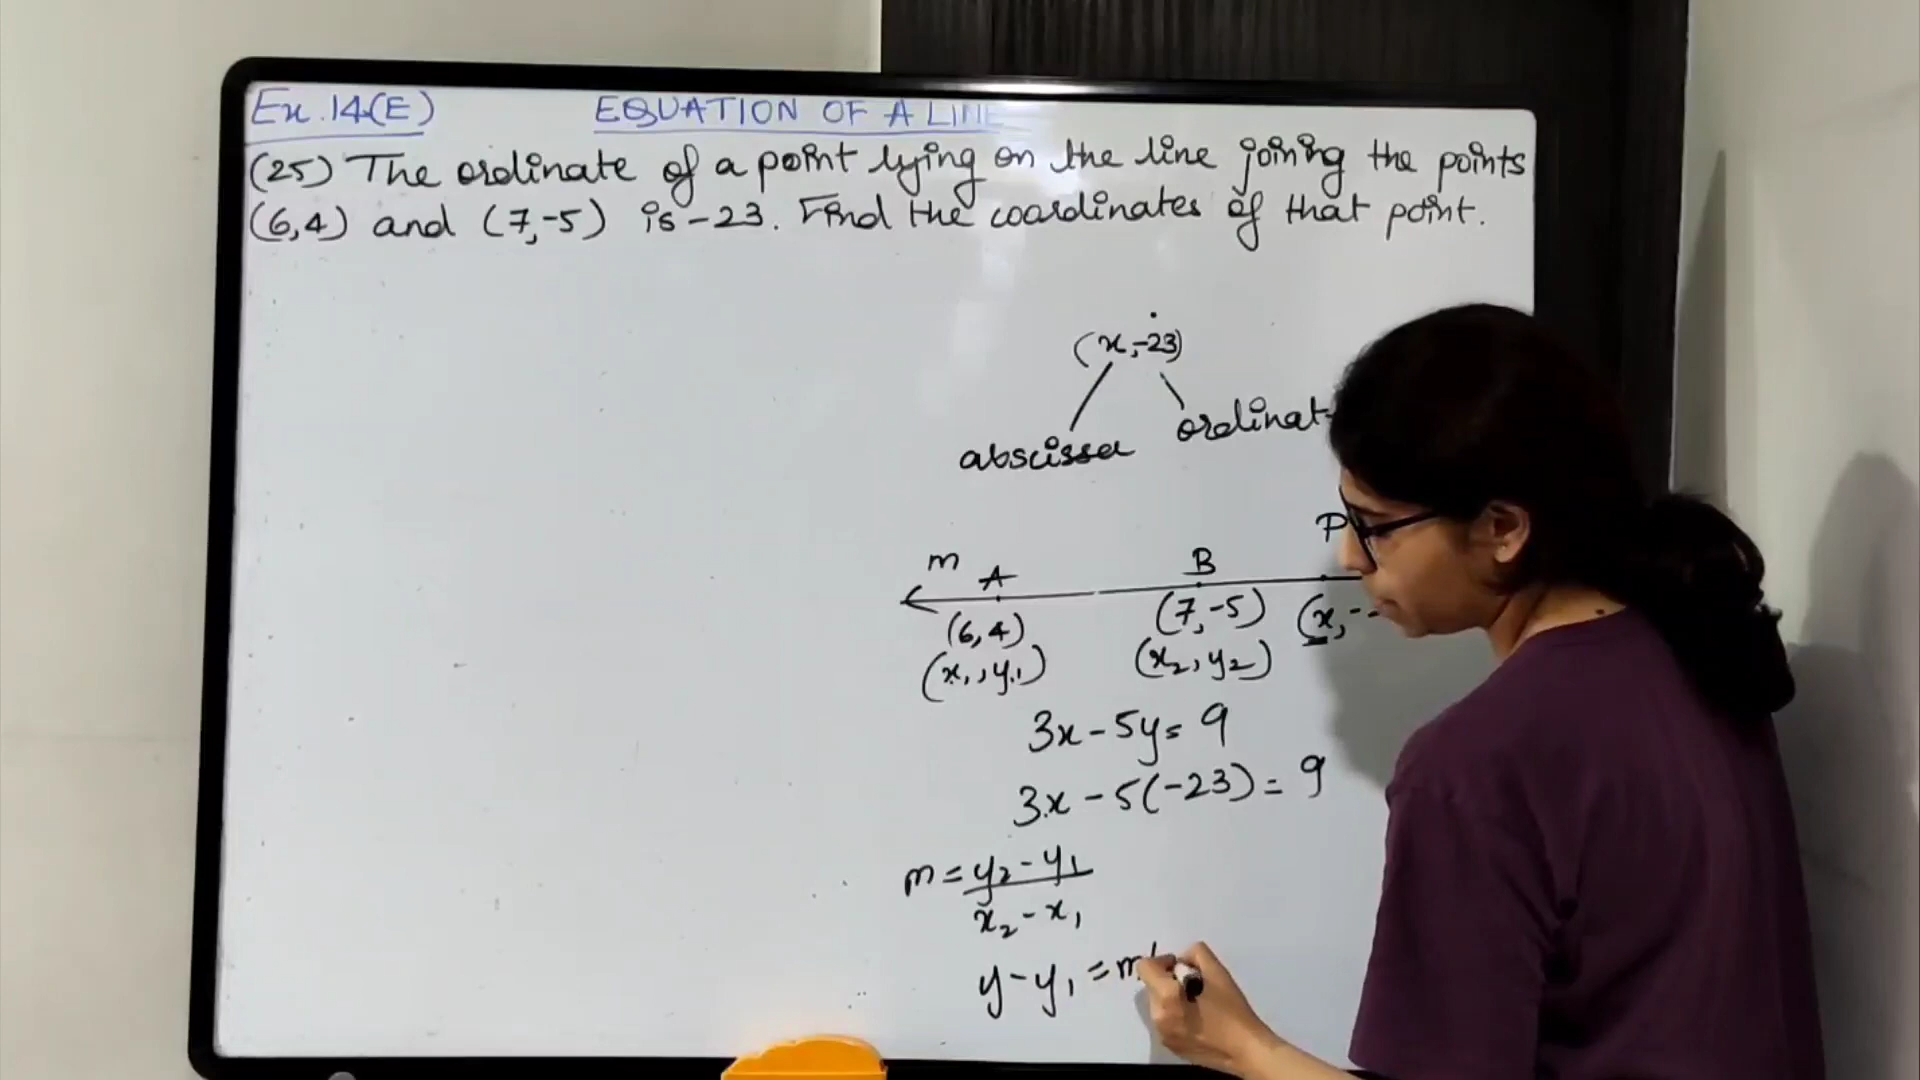 Ex.14(E) EQUATION OF A LINE
(25) The ordinate of a point lying on the line joining the points
(6,4) and (7,-5) is -23. Find the coordinates of that point.
(x,-23)
abscissa
m A B P
(6,4) (7,-5)
(x₁,y₁) (x₂,y₂)
3x - 5y = 9
3x - 5(-23) = 9
m = y₂ - y₁
x₂ - x₁
y - y₁ = m